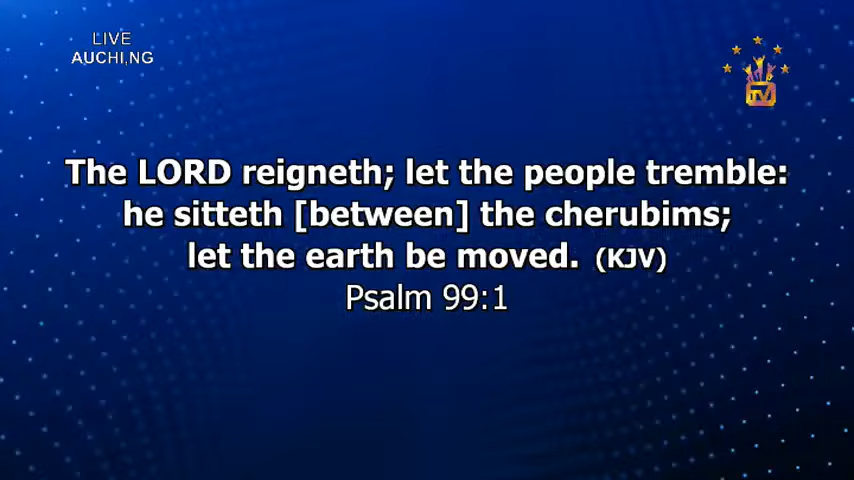 LIVE
AUCHI,NG
TV
The LORD reigneth; let the people tremble:
he sitteth [between] the cherubims;
let the earth be moved. (KJV)
Psalm 99:1